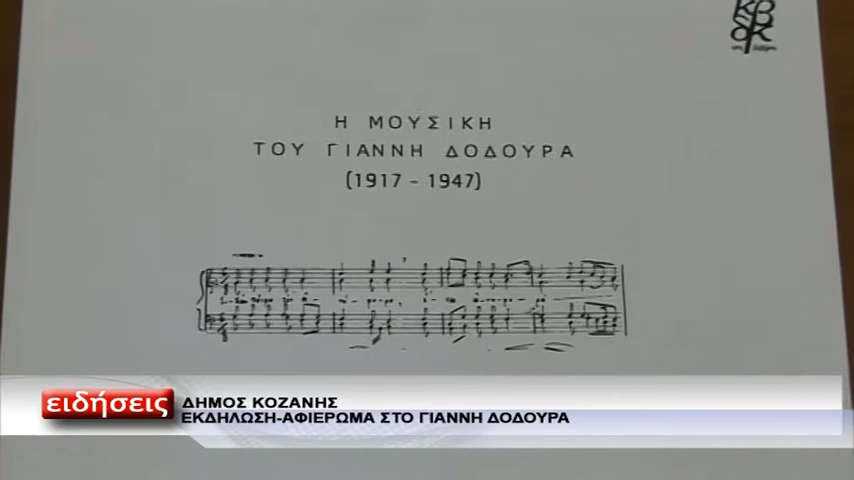 Η ΜΟΥΣΙΚΗ
ΤΟΥ ΓΙΑΝΝΗ ΔΟΔΟΥΡΑ
(1917 - 1947)
ειδήσεις
ΔΗΜΟΣ ΚΟΖΑΝΗΣ
ΕΚΔΗΛΩΣΗ-ΑΦΙΕΡΩΜΑ ΣΤΟ ΓΙΑΝΝΗ ΔΟΔΟΥΡΑ